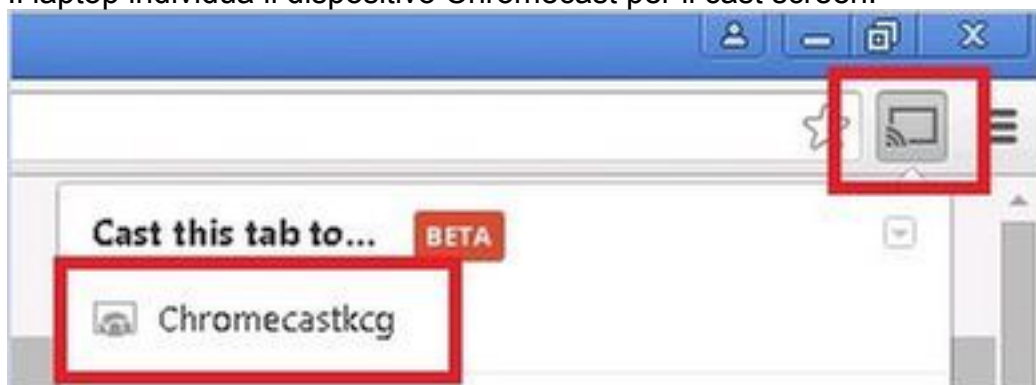 Il laptop individua il dispositivo Chromecast per il cast screen.
Cast this tab to... BETA
Chromecastkcg